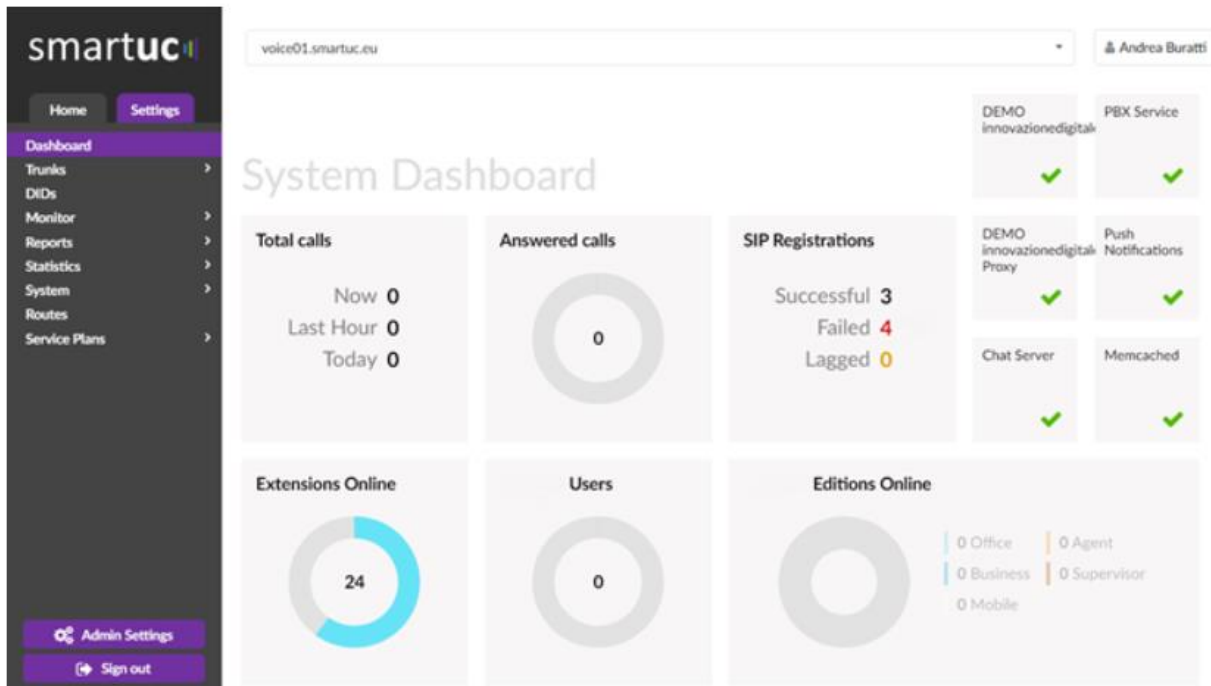 smartuc
voice01.smartuc.eu
Andrea Buratti
Home
Settings
Dashboard
Trunks
DIDs
Monitor
Reports
Statistics
System
Routes
Service Plans
Admin Settings
Sign out
System Dashboard
DEMO
innovazionedigital
PBX Service
Total calls
Now 0
Last Hour 0
Today 0
Answered calls
0
SIP Registrations
Successful 3
Failed 4
Lagged 0
DEMO
innovazionedigital
Proxy
Push
Notifications
Chat Server
Memcached
Extensions Online
24
Users
0
Editions Online
0 Office
0 Agent
0 Business
0 Supervisor
0 Mobile